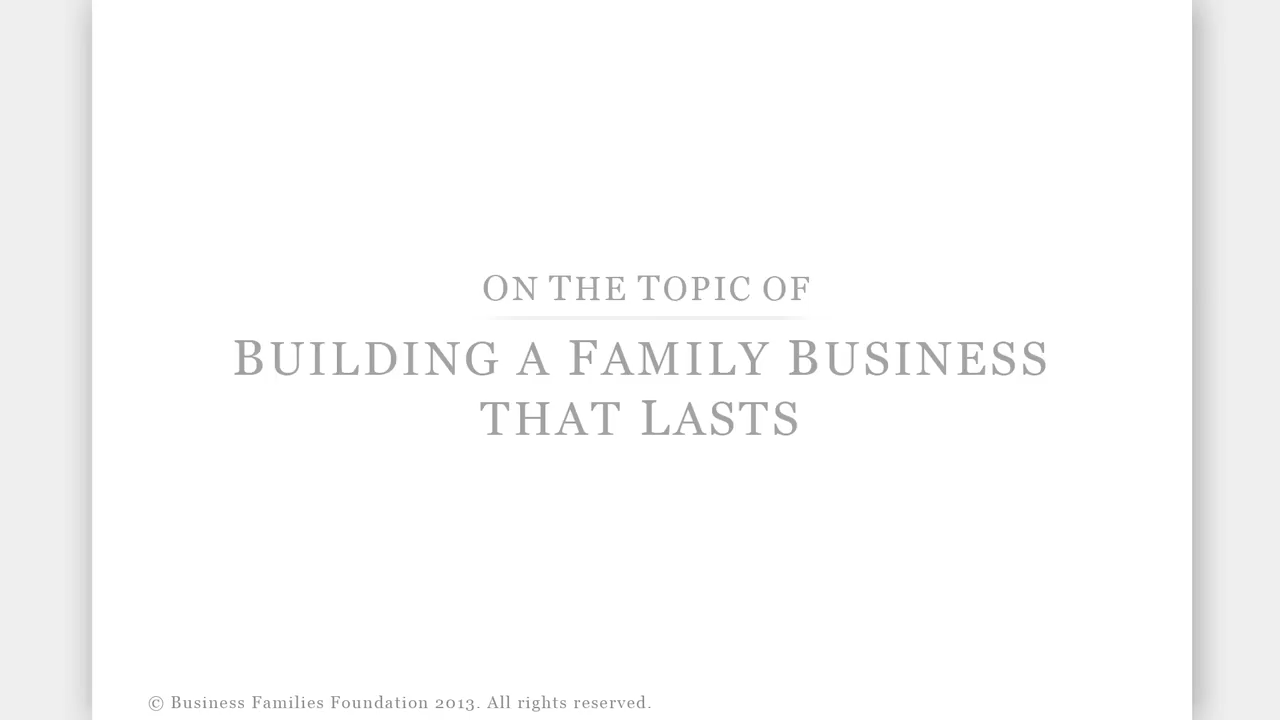 On The Topic of
Building a Family Business
that Lasts
© Business Families Foundation 2013. All rights reserved.